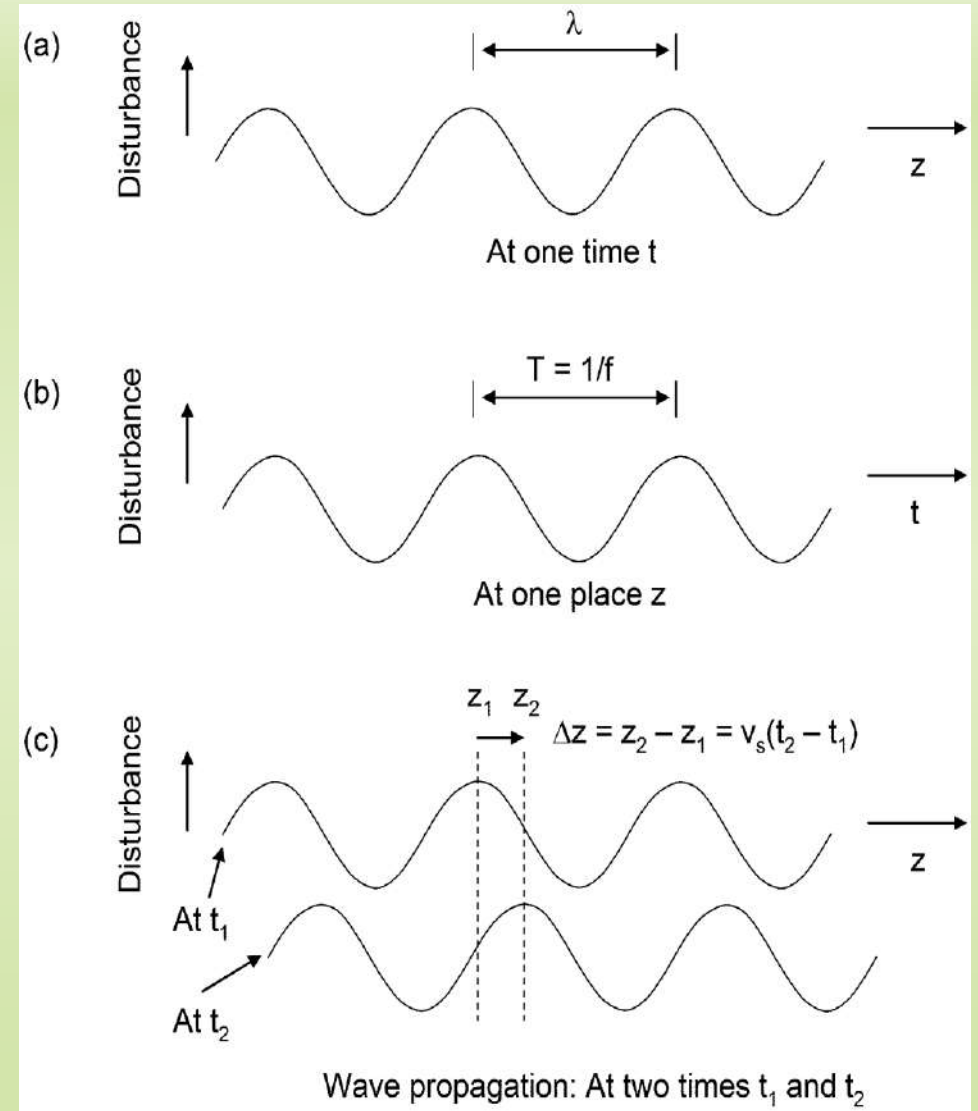 (a)
Disturbance
λ
z
At one time t
(b)
Disturbance
T = 1/f
t
At one place z
(c)
Disturbance
z₁ z₂
Δz = z₂ – z₁ = vₛ(t₂ – t₁)
z
At t₁
At t₂
Wave propagation: At two times t₁ and t₂